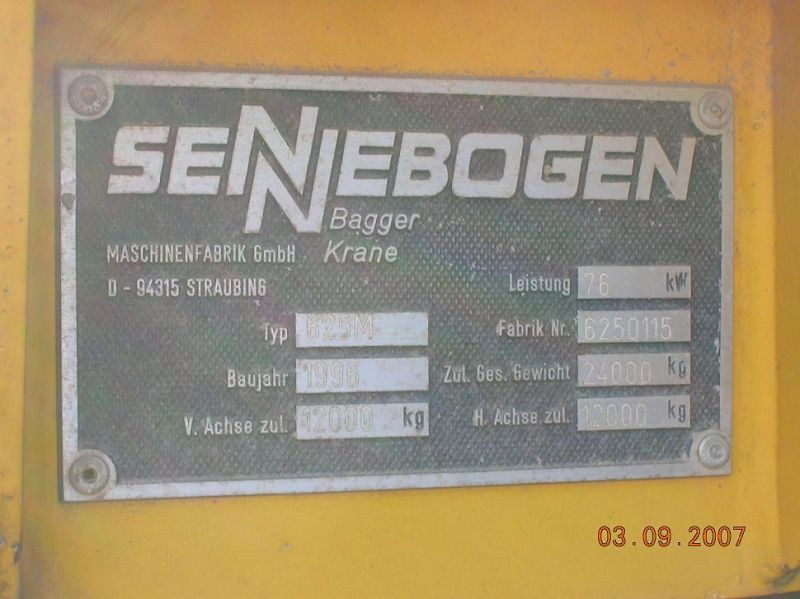 SENNEBOGEN
Bagger
Krane
MASCHINENFABRIK GmbH
D - 94315 STRAUBING
Leistung 76 kW
Typ 625M
Fabrik Nr. 6250115
Baujahr 1996
Zul. Ges. Gewicht 24000 kg
V. Achse zul. 12000 kg
H. Achse zul. 12000 kg
03.09.2007